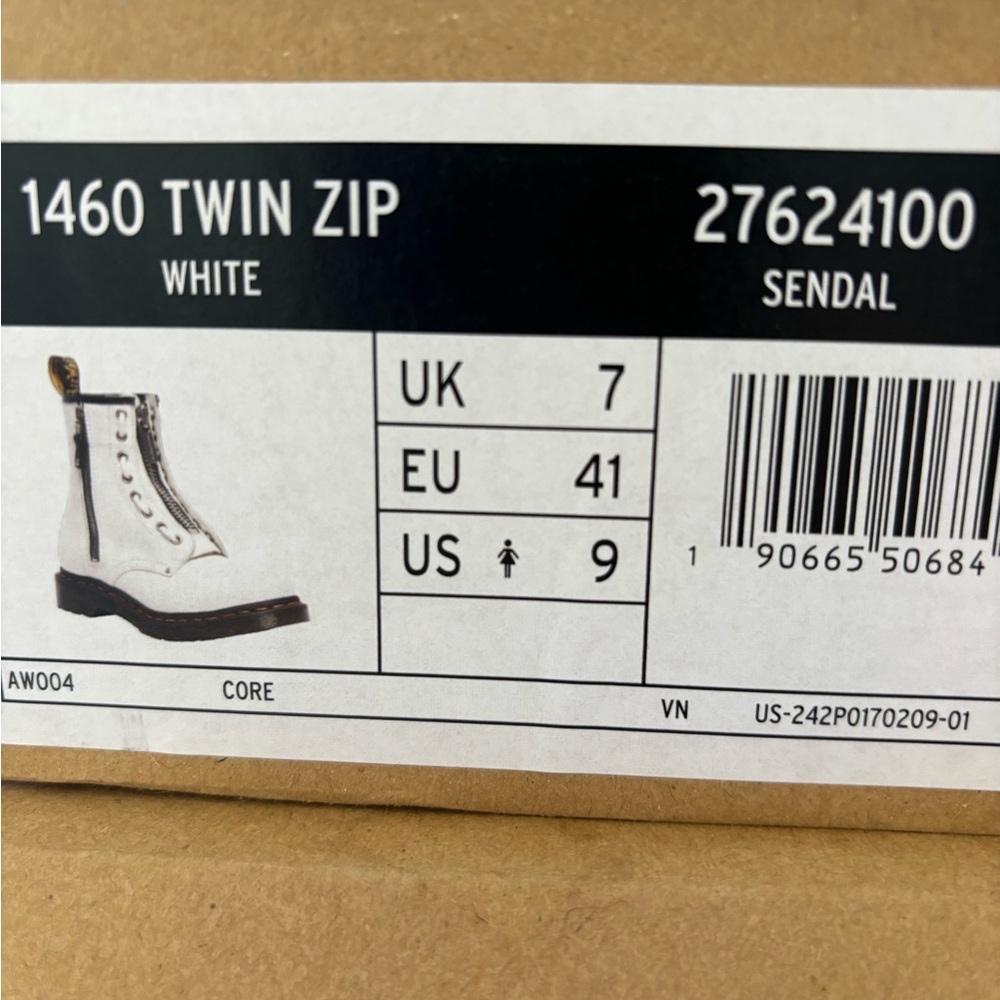 1460 TWIN ZIP
WHITE
27624100
SENDAL
UK 7
EU 41
US 9
1 90665 50684
AW004 CORE VN US-242P0170209-01